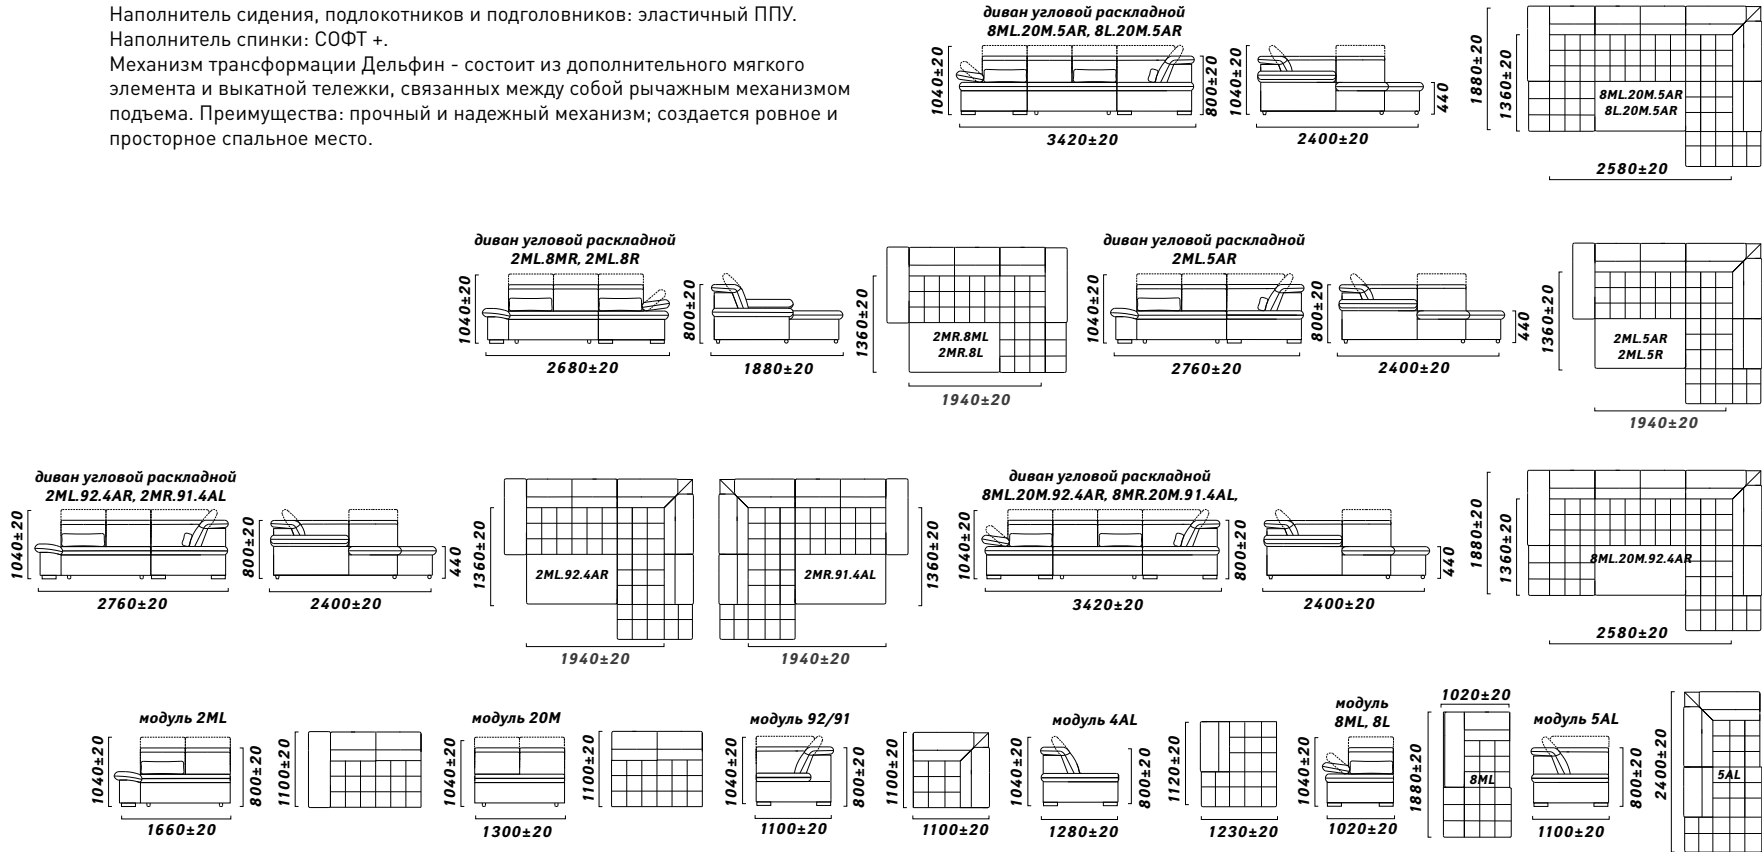 Наполнитель сидения, подлокотников и подголовников: эластичный ППУ.
Наполнитель спинки: СОФТ +.
Механизм трансформации Дельфин - состоит из дополнительного мягкого
элемента и выкатной тележки, связанных между собой рычажным механизмом
подъема. Преимущества: прочный и надежный механизм; создается ровное и
просторное спальное место.
диван угловой раскладной
8ML.20M.5AR, 8L.20M.5AR
1040±20
800±20
3420±20
1040±20
440
2400±20
1880±20
1360±20
8ML.20M.5AR
8L.20M.5AR
2580±20
диван угловой раскладной
2ML.8MR, 2ML.8R
1040±20
2680±20
800±20
1880±20
1360±20
2MR.8ML
2MR.8L
1940±20
диван угловой раскладной
2ML.5AR
1040±20
2760±20
800±20
440
2400±20
1360±20
2ML.5AR
2ML.5R
1940±20
диван угловой раскладной
2ML.92.4AR, 2MR.91.4AL
1040±20
2760±20
800±20
440
2400±20
1360±20
2ML.92.4AR
1940±20
2MR.91.4AL
1360±20
1940±20
диван угловой раскладной
8ML.20M.92.4AR, 8MR.20M.91.4AL,
1040±20
800±20
3420±20
440
2400±20
1880±20
1360±20
8ML.20M.92.4AR
2580±20
модуль 2ML
1040±20
800±20
1660±20
1100±20
модуль 20M
1040±20
1300±20
1100±20
модуль 92/91
1040±20
800±20
1100±20
1100±20
1100±20
модуль 4AL
1040±20
800±20
1280±20
1120±20
1230±20
модуль
8ML, 8L
1040±20
1020±20
1020±20
1880±20
8ML
модуль 5AL
800±20
1100±20
2400±20
5AL